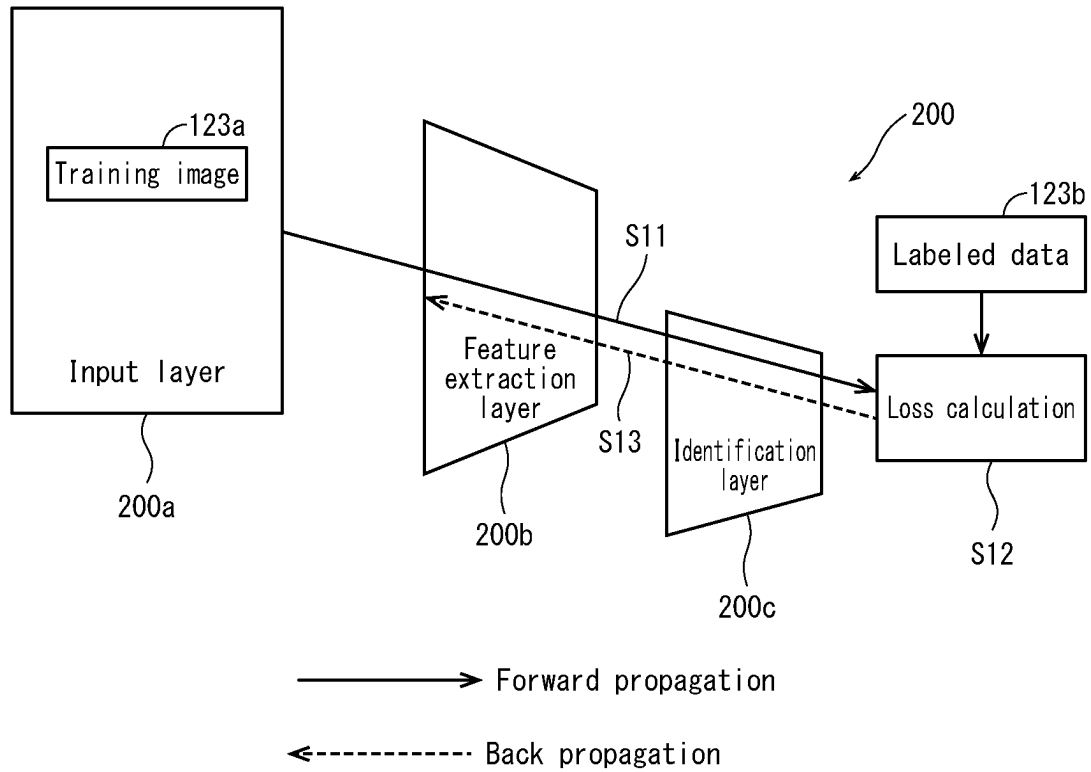 123a
Training image
Input layer
200a
Feature
extraction
layer
200b
S11
S13
Identification
layer
200c
200
123b
Labeled data
Loss calculation
S12
Forward propagation
Back propagation